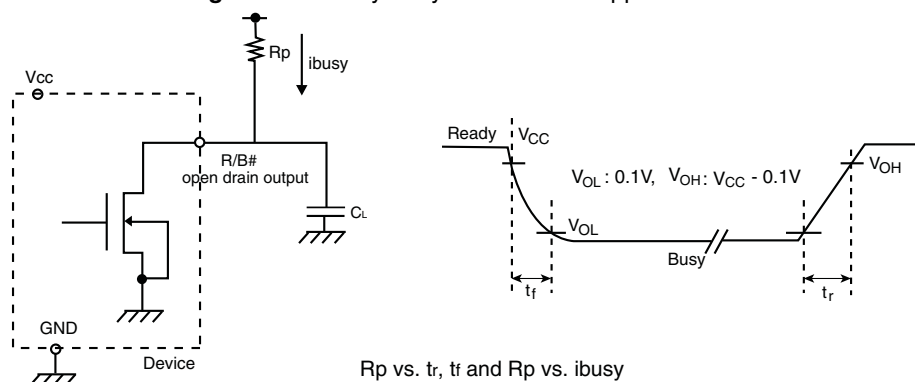 Rp
ibusy
Vcc
R/B#
open drain output
CL
GND
Device
Ready
VCC
VOL : 0.1V, VOH : VCC - 0.1V
VOH
VOL
Busy
tf
tr
Rp vs. tr, tf and Rp vs. ibusy